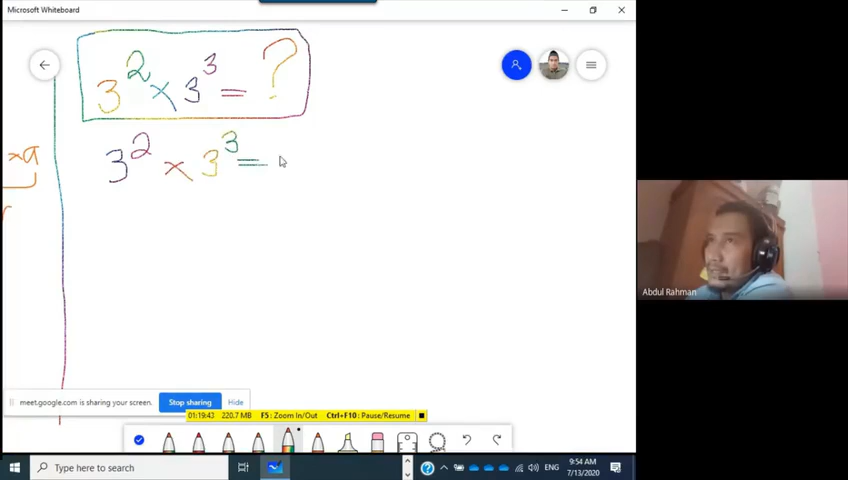 Microsoft Whiteboard
3² × 3³ = ?
3² × 3³ =
×a
Abdul Rahman
meet.google.com is sharing your screen.
Stop sharing
Hide
01:19:43 220.7 MB F5: Zoom In/Out Ctrl+F10: Pause/Resume
Type here to search
ENG
9:54 AM
7/13/2020